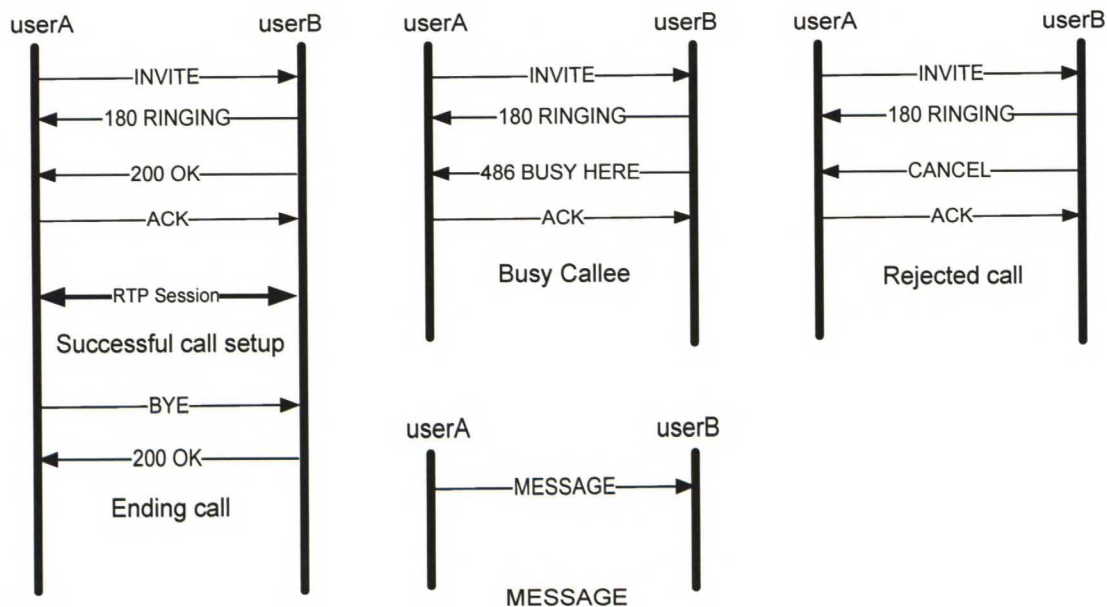 userA userB
INVITE
180 RINGING
200 OK
ACK
RTP Session
Successful call setup
BYE
200 OK
Ending call
userA userB
INVITE
180 RINGING
486 BUSY HERE
ACK
Busy Callee
userA userB
INVITE
180 RINGING
CANCEL
ACK
Rejected call
userA userB
MESSAGE
MESSAGE